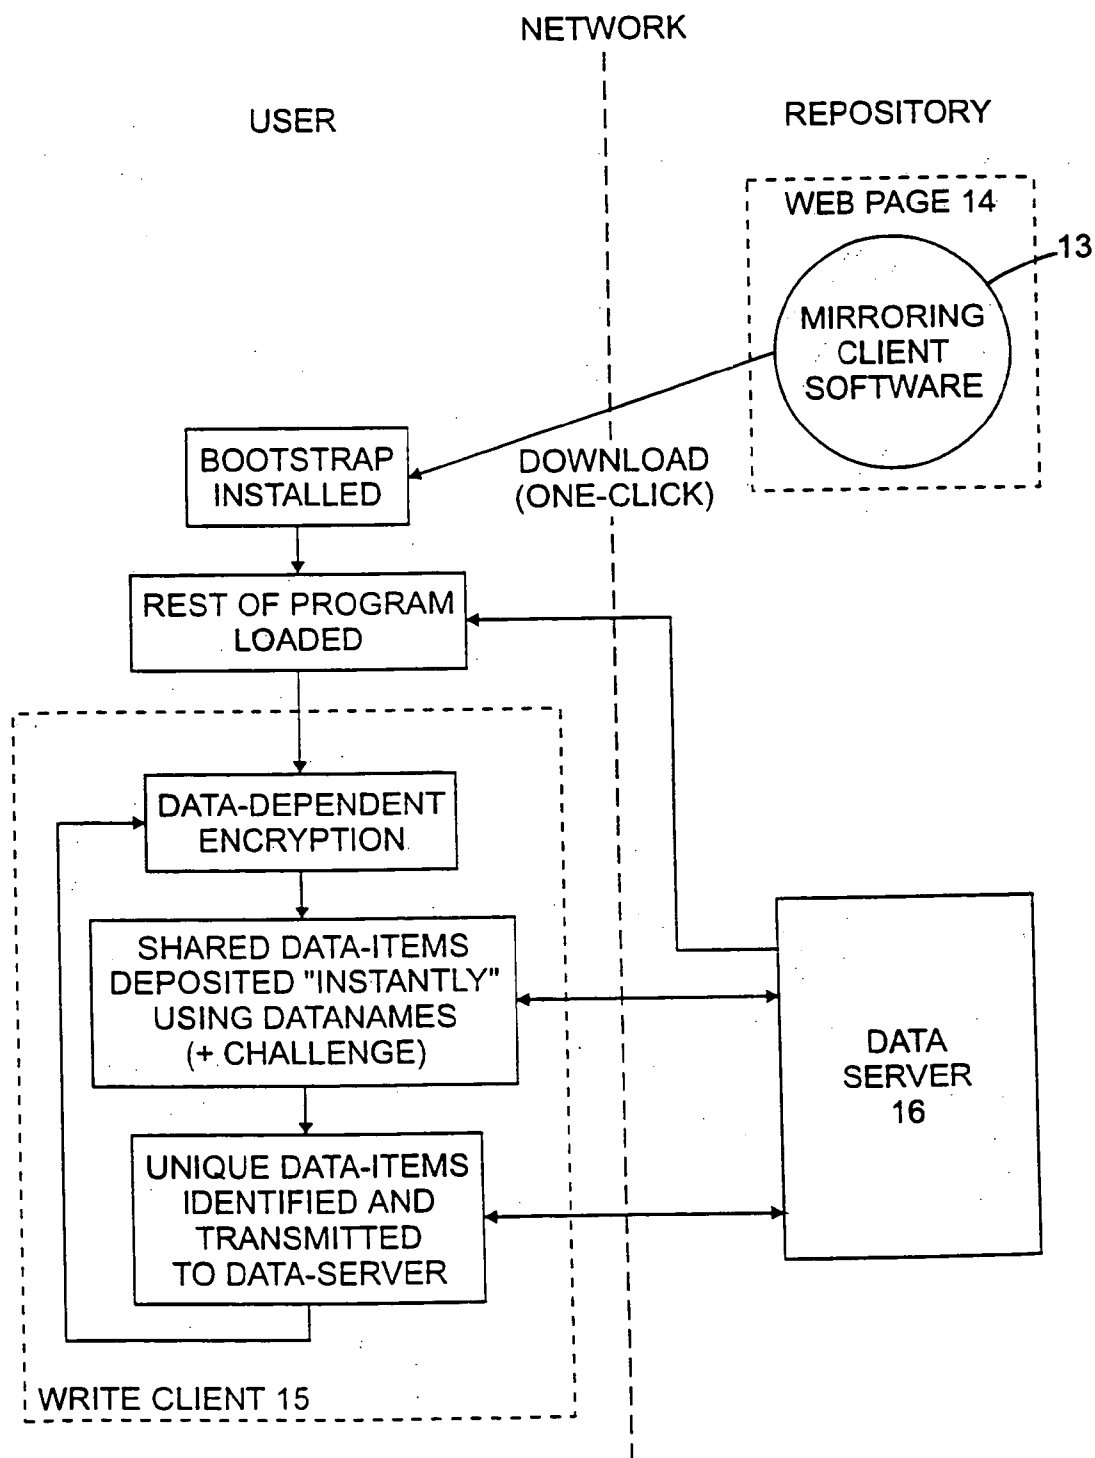 NETWORK
USER
REPOSITORY
WEB PAGE 14
13
MIRRORING
CLIENT
SOFTWARE
BOOTSTRAP
INSTALLED
DOWNLOAD
(ONE-CLICK)
REST OF PROGRAM
LOADED
DATA-DEPENDENT
ENCRYPTION
SHARED DATA-ITEMS
DEPOSITED "INSTANTLY"
USING DATANAMES
(+ CHALLENGE)
DATA
SERVER
16
UNIQUE DATA-ITEMS
IDENTIFIED AND
TRANSMITTED
TO DATA-SERVER
WRITE CLIENT 15